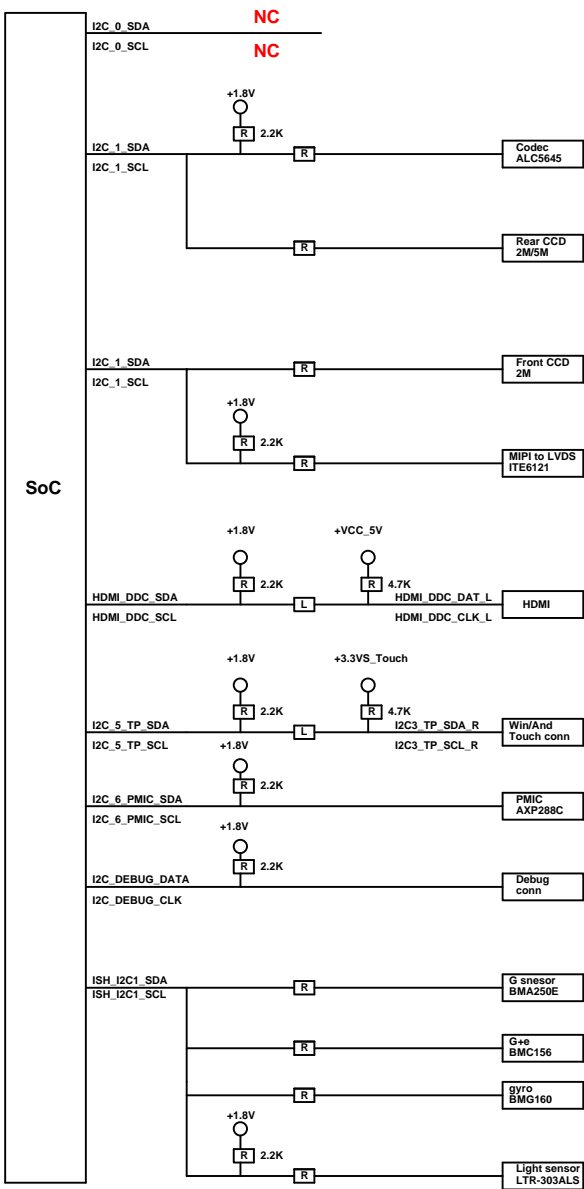 I2C_0_SDA
NC
I2C_0_SCL
NC
+1.8V
R 2.2K
I2C_1_SDA
I2C_1_SCL
R
Codec
ALC5645
R
Rear CCD
2M/5M
I2C_1_SDA
I2C_1_SCL
R
Front CCD
2M
+1.8V
R 2.2K
R
MIPI to LVDS
ITE6121
SoC
+1.8V
+VCC_5V
R 2.2K
R 4.7K
HDMI_DDC_SDA
HDMI_DDC_SCL
L
HDMI_DDC_DAT_L
HDMI_DDC_CLK_L
HDMI
+1.8V
+3.3VS_Touch
R 2.2K
R 4.7K
I2C_5_TP_SDA
I2C_5_TP_SCL
L
I2C3_TP_SDA_R
I2C3_TP_SCL_R
Win/And
Touch conn
+1.8V
R 2.2K
I2C_6_PMIC_SDA
I2C_6_PMIC_SCL
PMIC
AXP288C
+1.8V
R 2.2K
I2C_DEBUG_DATA
I2C_DEBUG_CLK
Debug
conn
ISH_I2C1_SDA
ISH_I2C1_SCL
R
G snesor
BMA250E
R
G+e
BMC156
R
gyro
BMG160
+1.8V
R 2.2K
R
Light sensor
LTR-303ALS